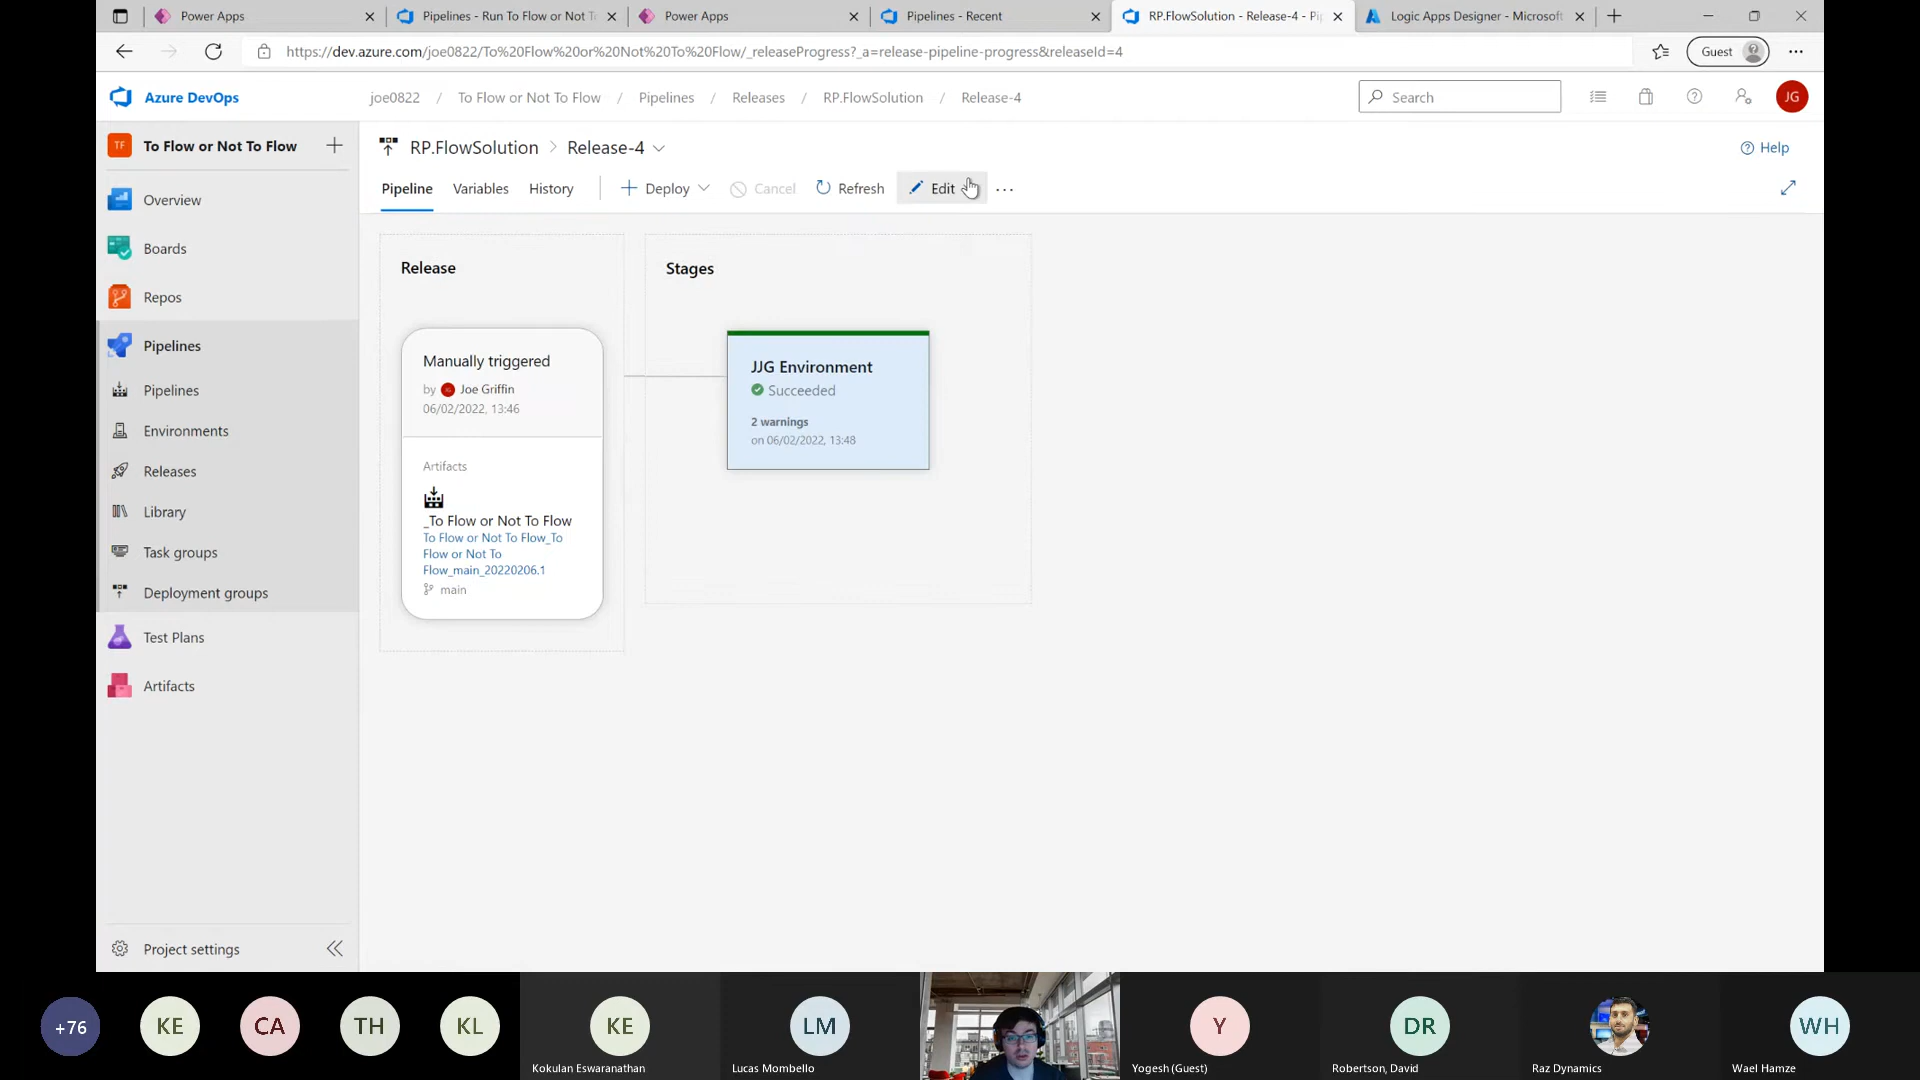 Power Apps
Pipelines - Run To Flow or Not T
Power Apps
Pipelines - Recent
RP.FlowSolution - Release-4 - Pi
Logic Apps Designer - Microsoft
https://dev.azure.com/joe0822/To%20Flow%20or%20Not%20To%20Flow/_releaseProgress?_a=release-pipeline-progress&releaseId=4
Guest
Azure DevOps
joe0822 / To Flow or Not To Flow / Pipelines / Releases / RP.FlowSolution / Release-4
Search
JG
TF
To Flow or Not To Flow
RP.FlowSolution > Release-4
Help
Pipeline
Variables
History
Deploy
Cancel
Refresh
Edit
Overview
Boards
Repos
Pipelines
Pipelines
Environments
Releases
Library
Task groups
Deployment groups
Test Plans
Artifacts
Project settings
Release
Manually triggered
by Joe Griffin
06/02/2022, 13:46
Artifacts
_To Flow or Not To Flow
To Flow or Not To Flow_To
Flow or Not To
Flow_main_20220206.1
main
Stages
JJG Environment
Succeeded
2 warnings
on 06/02/2022, 13:48
+76
KE
CA
TH
KL
KE
Kokulan Eswaranathan
LM
Lucas Mombello
Y
Yogesh (Guest)
DR
Robertson, David
Raz Dynamics
WH
Wael Hamze